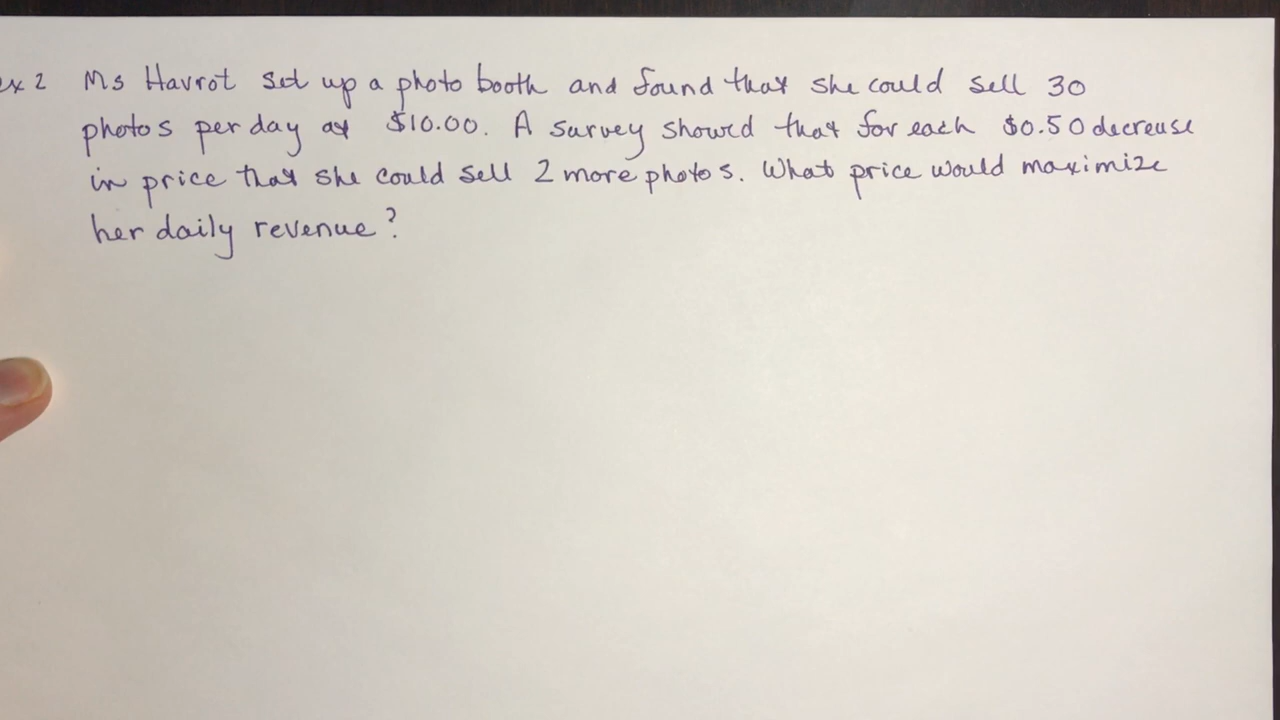 ex 2 Ms Havrot set up a photo booth and found that she could sell 30
photos per day at $10.00. A survey showed that for each $0.50 decrease
in price that she could sell 2 more photos. What price would maximize
her daily revenue?